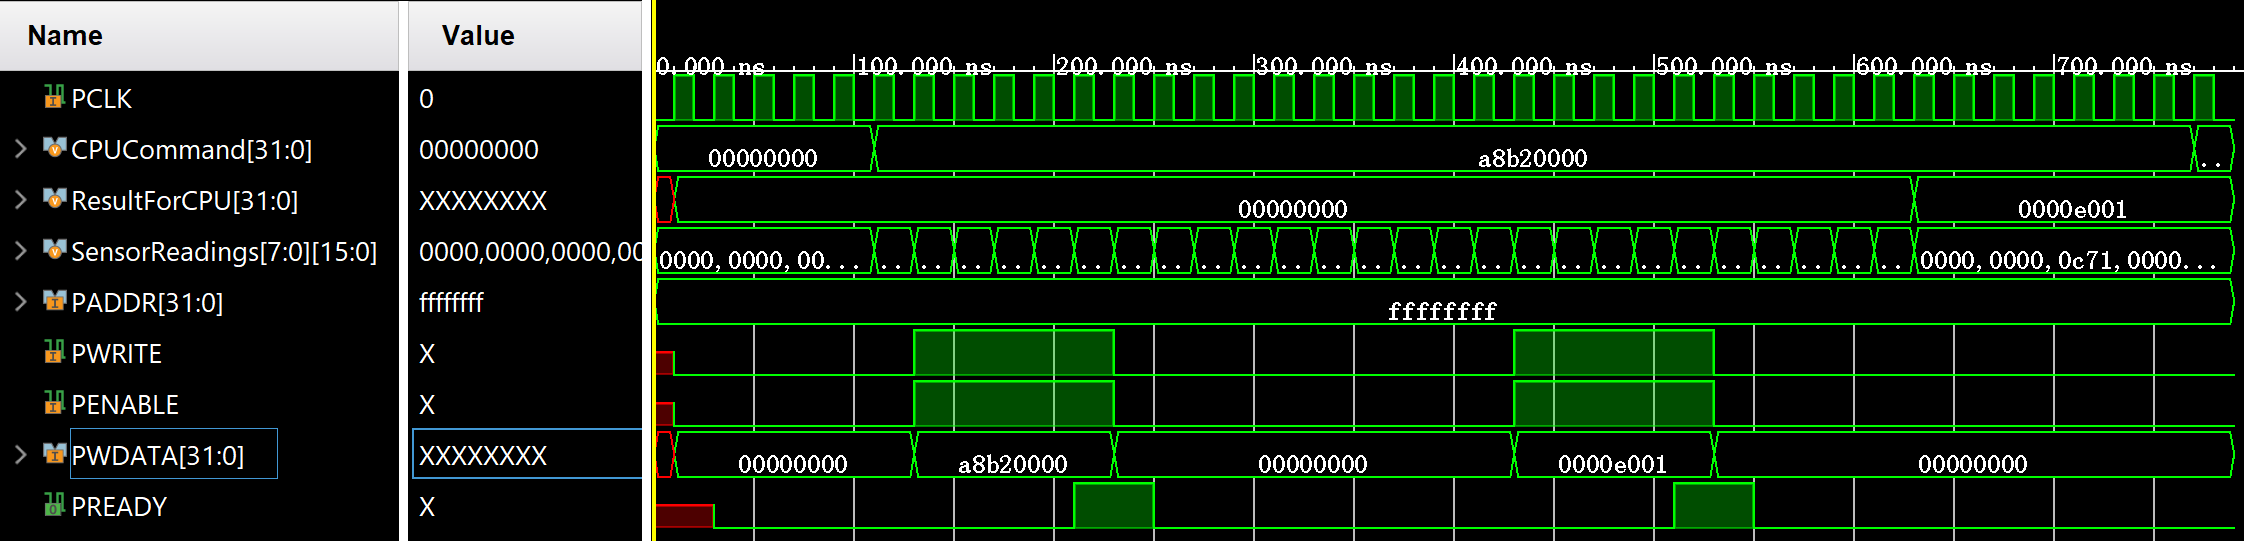 Name Value
0.000 ns 100.000 ns 200.000 ns 300.000 ns 400.000 ns 500.000 ns 600.000 ns 700.000 ns
PCLK 0
CPUCommand[31:0] 00000000 00000000 a8b20000 ..
ResultForCPU[31:0] XXXXXXXX 00000000 0000e001
SensorReadings[7:0][15:0] 0000,0000,0000,00 0000,0000,00... .. .. .. .. .. .. .. .. .. .. .. .. .. .. .. .. .. .. .. .. .. .. .. .. .. .. 0000,0000,0c71,0000...
PADDR[31:0] ffffffff ffffffff
PWRITE X
PENABLE X
PWDATA[31:0] XXXXXXXX 00000000 a8b20000 00000000 0000e001 00000000
PREADY X